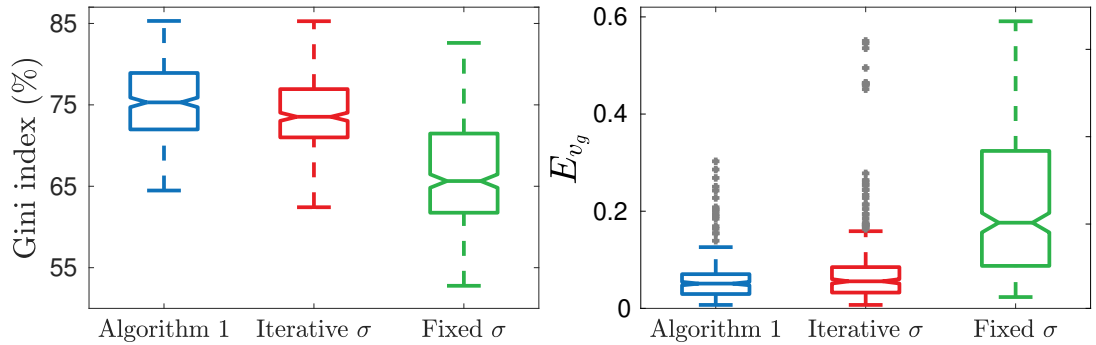 85
75
65
55
Gini index (%)
Algorithm 1 Iterative σ Fixed σ
0.6
0.4
0.2
0
E_{v_g}
Algorithm 1 Iterative σ Fixed σ